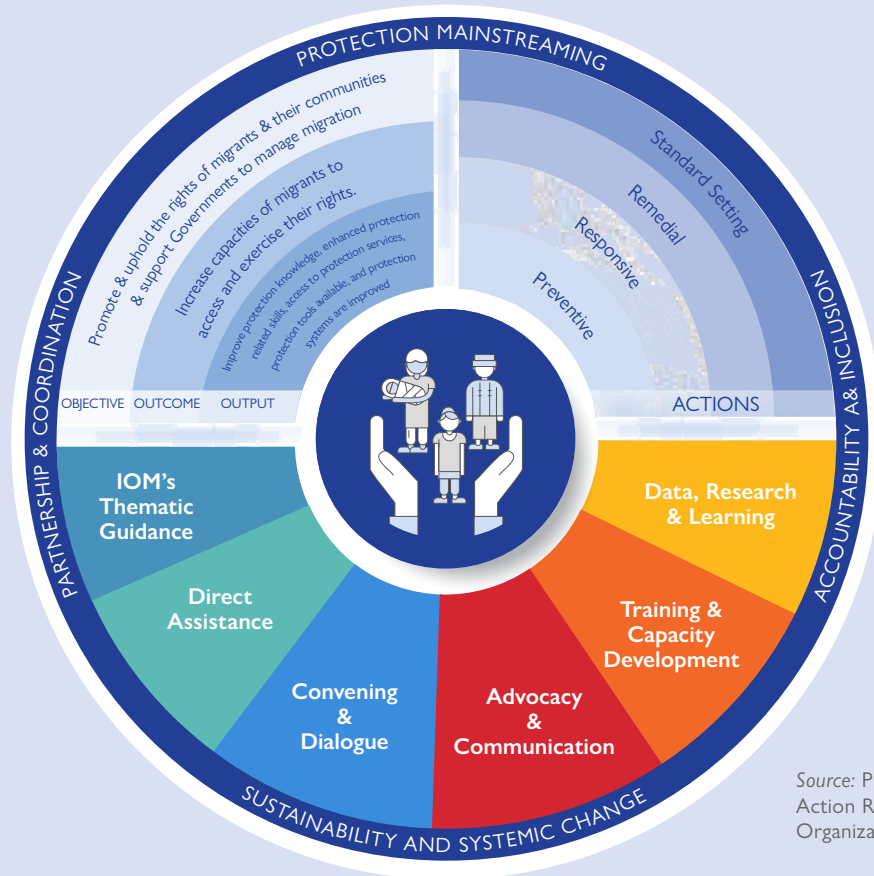 PROTECTION MAINSTREAMING
Promote & uphold the rights of migrants & their communities
& support Governments to manage migration
Increase capacities of migrants to
access and exercise their rights.
Improve protection knowledge, enhanced protection
related skills, access to protection services,
protection tools available, and protection
systems are improved
Standard Setting
Remedial
Responsive
Preventive
OBJECTIVE OUTCOME OUTPUT
ACTIONS
PARTNERSHIP & COORDINATION
ACCOUNTABILITY A& INCLUSION
IOM's
Thematic
Guidance
Direct
Assistance
Convening
&
Dialogue
Advocacy
&
Communication
Training &
Capacity
Development
Data, Research
& Learning
SUSTAINABILITY AND SYSTEMIC CHANGE
Source: P
Action R
Organiza